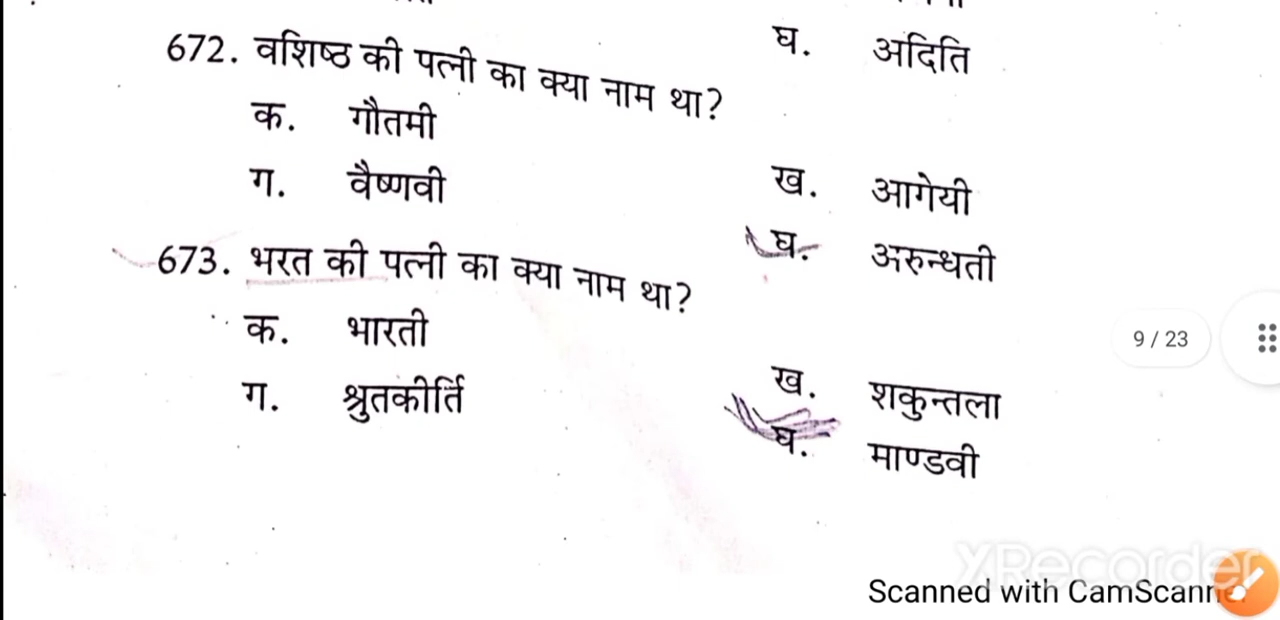 घ. अदिति
672. वशिष्ठ की पत्नी का क्या नाम था?
क. गौतमी
ख. आगेयी
ग. वैष्णवी
घ. अरुन्धती
673. भरत की पत्नी का क्या नाम था?
क. भारती
ख. शकुन्तला
ग. श्रुतकीर्ति
घ. माण्डवी
9 / 23
XRecorder
Scanned with CamScanne